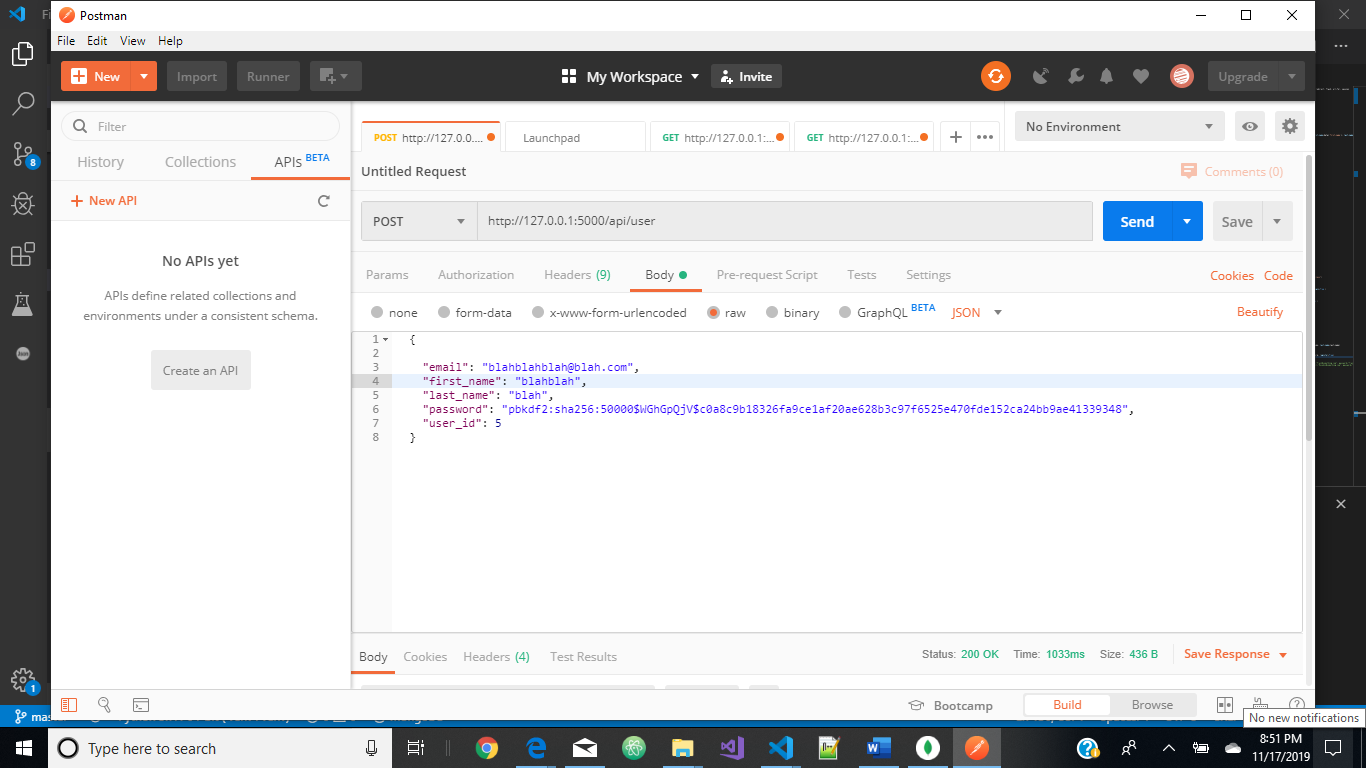 Postman
File Edit View Help
New Import Runner My Workspace Invite Upgrade
Filter
History Collections APIs BETA
+ New API
No APIs yet
APIs define related collections and
environments under a consistent schema.
Create an API
POST http://127.0.0.... Launchpad GET http://127.0.0.1:... GET http://127.0.0.1:... + ••• No Environment
Untitled Request Comments (0)
POST http://127.0.0.1:5000/api/user Send Save
Params Authorization Headers (9) Body Pre-request Script Tests Settings Cookies Code
none form-data x-www-form-urlencoded raw binary GraphQL BETA JSON Beautify
1 {
2
3 "email": "blahblahblah@blah.com",
4 "first_name": "blahblah",
5 "last_name": "blah",
6 "password": "pbkdf2:sha256:50000$WGhGpQjV$c0a8c9b18326fa9ce1af20ae628b3c97f6525e470fde152ca24bb9ae41339348",
7 "user_id": 5
8 }
Body Cookies Headers (4) Test Results Status: 200 OK Time: 1033ms Size: 436 B Save Response
Bootcamp Build Browse
8
1
No new notifications
Type here to search
8:51 PM
11/17/2019